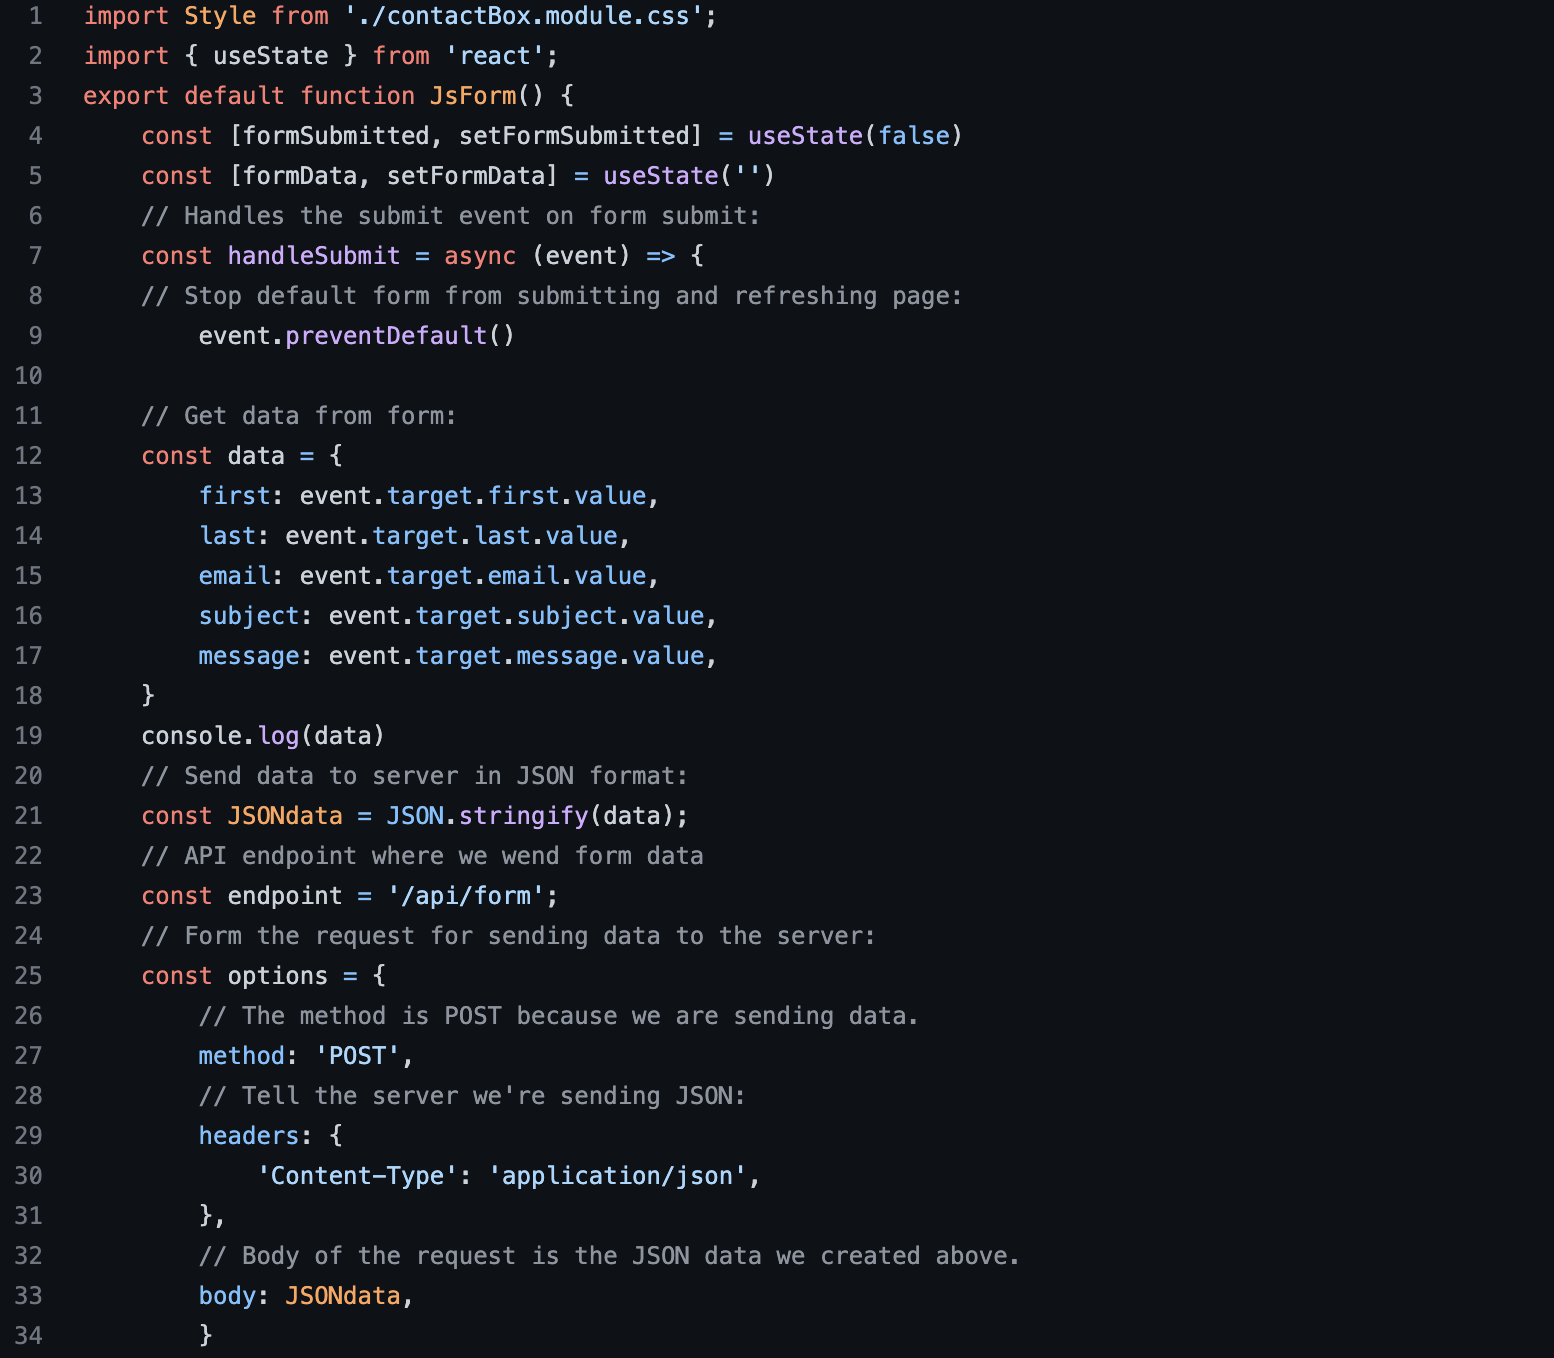 1 import Style from './contactBox.module.css';
2 import { useState } from 'react';
3 export default function JsForm() {
4     const [formSubmitted, setFormSubmitted] = useState(false)
5     const [formData, setFormData] = useState('')
6     // Handles the submit event on form submit:
7     const handleSubmit = async (event) => {
8     // Stop default form from submitting and refreshing page:
9         event.preventDefault()
10
11     // Get data from form:
12     const data = {
13         first: event.target.first.value,
14         last: event.target.last.value,
15         email: event.target.email.value,
16         subject: event.target.subject.value,
17         message: event.target.message.value,
18     }
19     console.log(data)
20     // Send data to server in JSON format:
21     const JSONdata = JSON.stringify(data);
22     // API endpoint where we wend form data
23     const endpoint = '/api/form';
24     // Form the request for sending data to the server:
25     const options = {
26         // The method is POST because we are sending data.
27         method: 'POST',
28         // Tell the server we're sending JSON:
29         headers: {
30             'Content-Type': 'application/json',
31         },
32         // Body of the request is the JSON data we created above.
33         body: JSONdata,
34         }